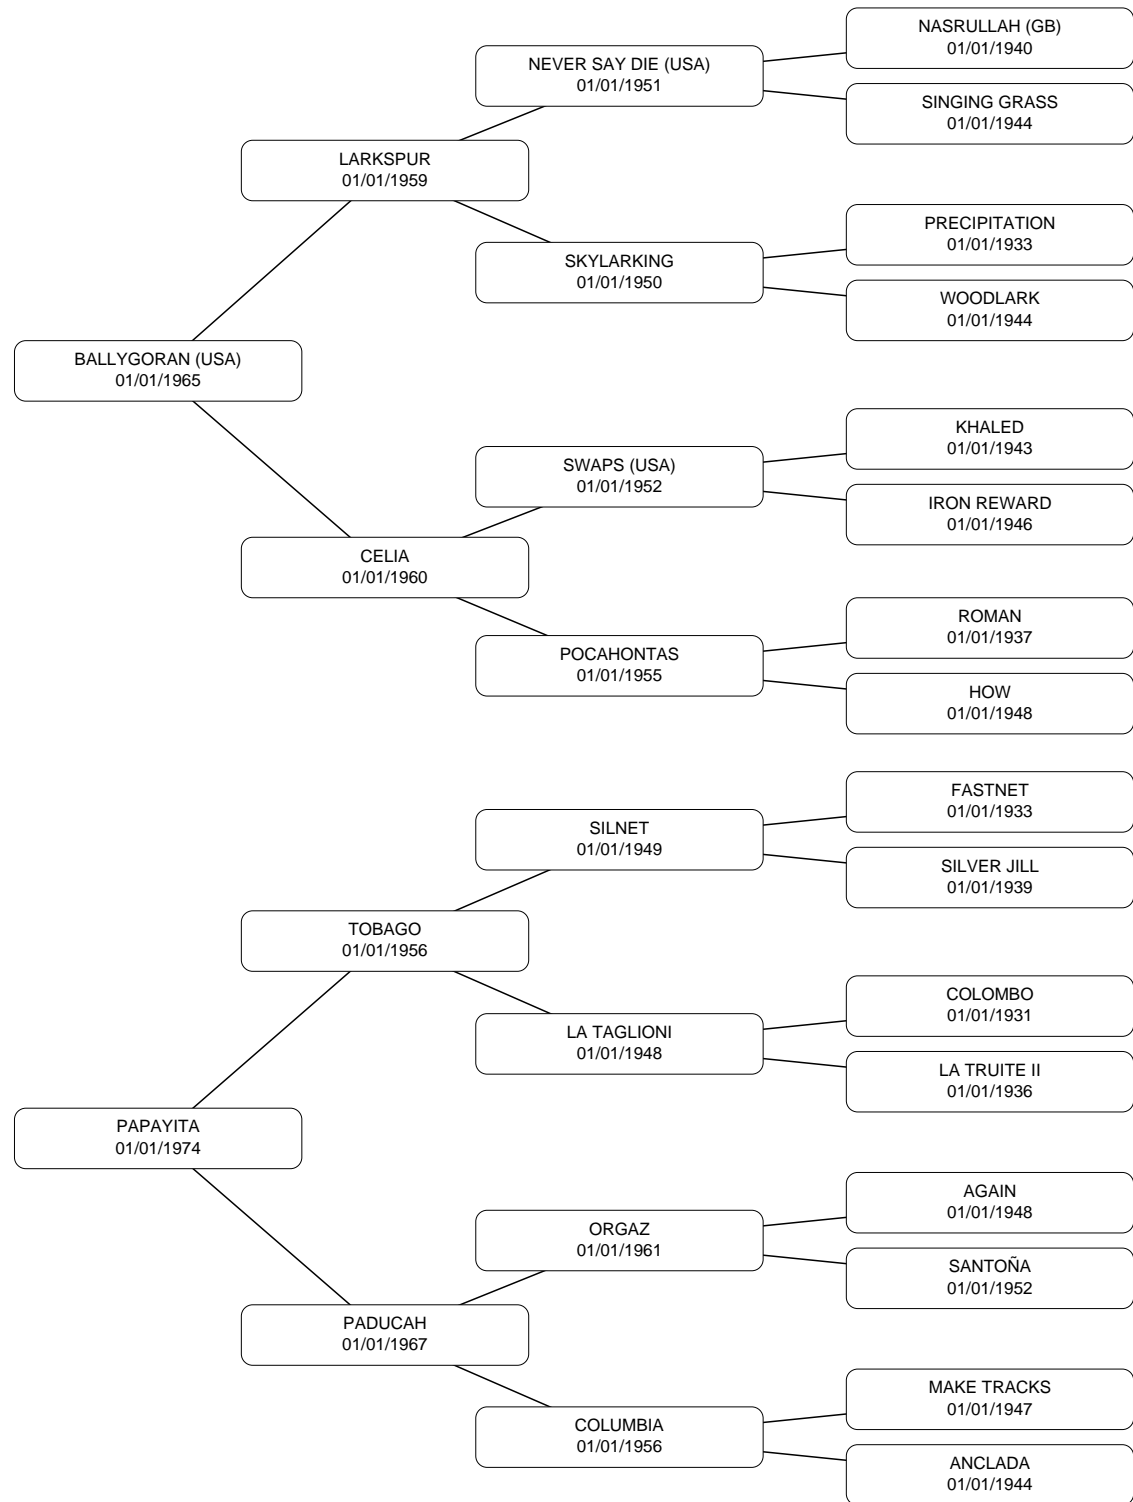 NASRULLAH (GB)
01/01/1940
NEVER SAY DIE (USA)
01/01/1951
SINGING GRASS
01/01/1944
LARKSPUR
01/01/1959
PRECIPITATION
01/01/1933
SKYLARKING
01/01/1950
WOODLARK
01/01/1944
BALLYGORAN (USA)
01/01/1965
KHALED
01/01/1943
SWAPS (USA)
01/01/1952
IRON REWARD
01/01/1946
CELIA
01/01/1960
ROMAN
01/01/1937
POCAHONTAS
01/01/1955
HOW
01/01/1948
FASTNET
01/01/1933
SILNET
01/01/1949
SILVER JILL
01/01/1939
TOBAGO
01/01/1956
COLOMBO
01/01/1931
LA TAGLIONI
01/01/1948
LA TRUITE II
01/01/1936
PAPAYITA
01/01/1974
AGAIN
01/01/1948
ORGAZ
01/01/1961
SANTOÑA
01/01/1952
PADUCAH
01/01/1967
MAKE TRACKS
01/01/1947
COLUMBIA
01/01/1956
ANCLADA
01/01/1944